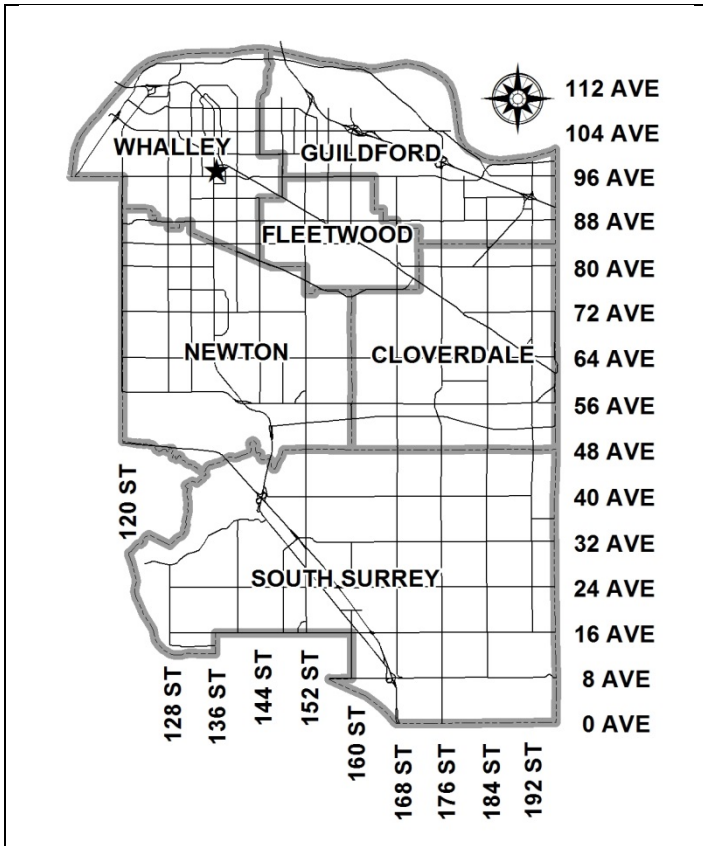 112 AVE
104 AVE
WHALLEY
GUILDFORD
96 AVE
88 AVE
FLEETWOOD
80 AVE
72 AVE
NEWTON
CLOVERDALE
64 AVE
56 AVE
48 AVE
120 ST
40 AVE
32 AVE
SOUTH SURREY
24 AVE
16 AVE
128 ST
136 ST
144 ST
152 ST
8 AVE
160 ST
0 AVE
168 ST
176 ST
184 ST
192 ST